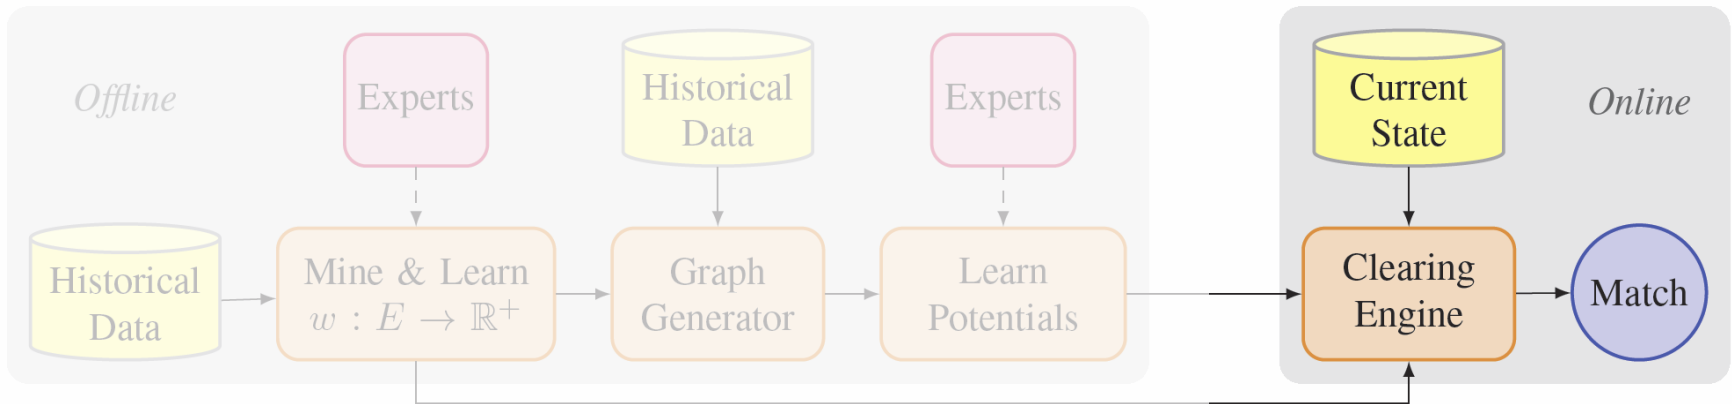 Offline
Experts
Historical
Data
Experts
Current
State
Online
Historical
Data
Mine & Learn
w : E → ℝ⁺
Graph
Generator
Learn
Potentials
Clearing
Engine
Match